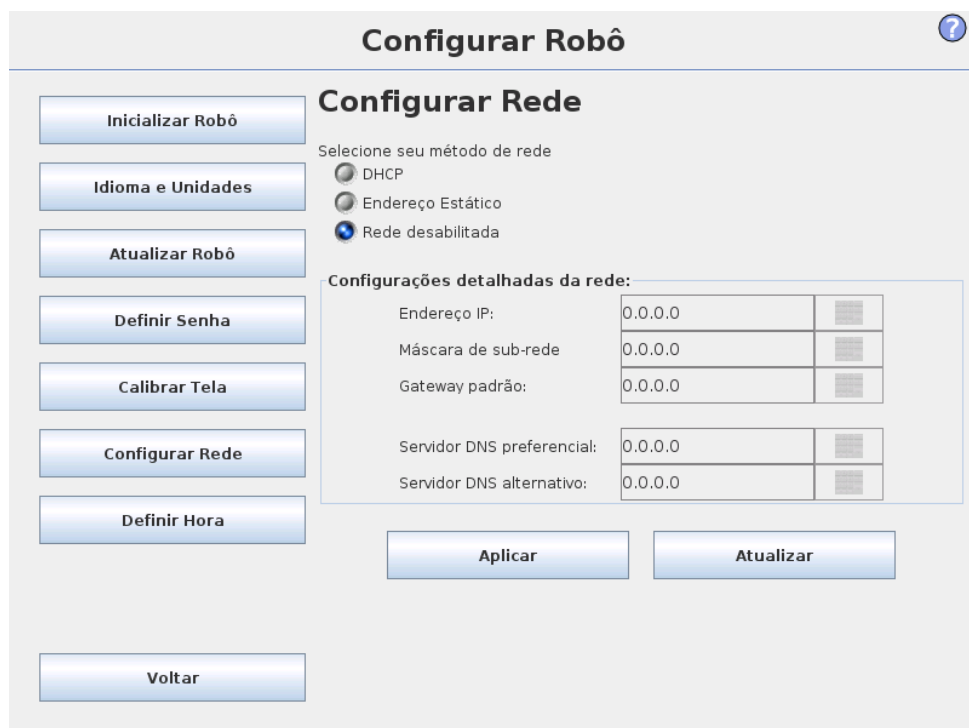 Configurar Robô
?
Inicializar Robô
Idioma e Unidades
Atualizar Robô
Definir Senha
Calibrar Tela
Configurar Rede
Definir Hora
Voltar
Configurar Rede
Selecione seu método de rede
DHCP
Endereço Estático
Rede desabilitada
Configurações detalhadas da rede:
Endereço IP: 0.0.0.0
Máscara de sub-rede 0.0.0.0
Gateway padrão: 0.0.0.0
Servidor DNS preferencial: 0.0.0.0
Servidor DNS alternativo: 0.0.0.0
Aplicar Atualizar